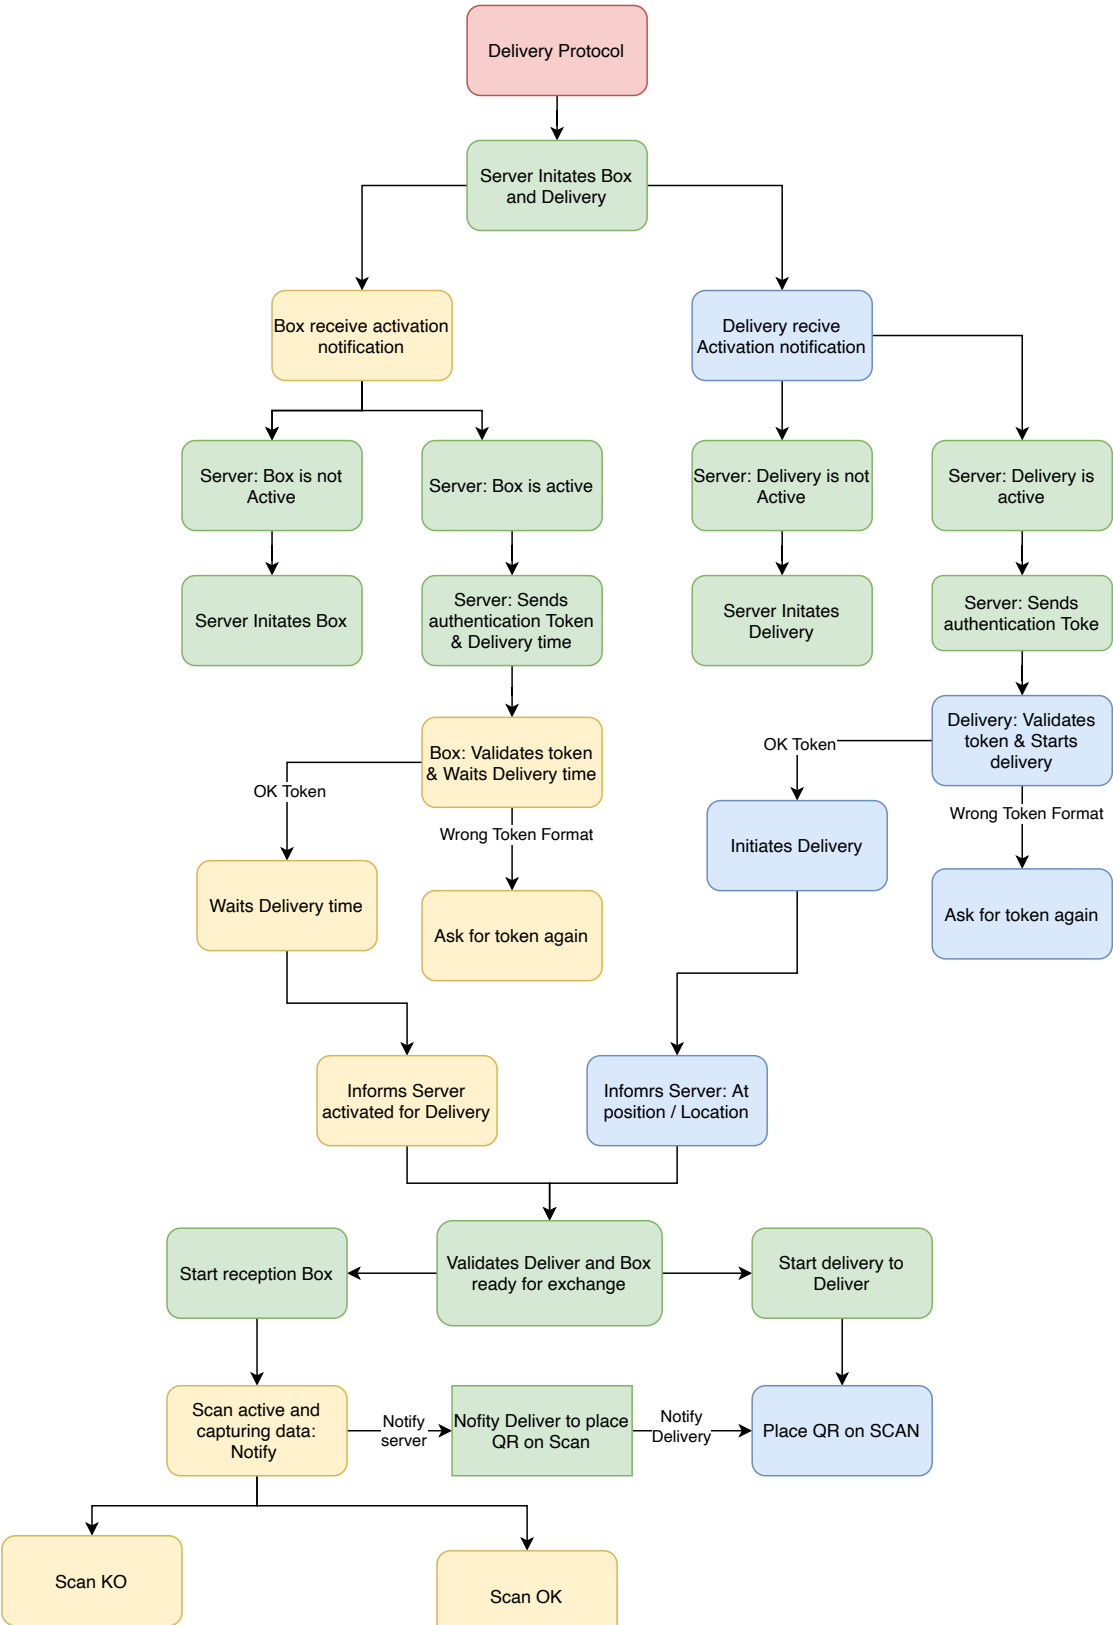 Delivery Protocol
Server Initates Box
and Delivery
Box receive activation
notification
Delivery recive
Activation notification
Server: Box is not
Active
Server: Box is active
Server: Delivery is not
Active
Server: Delivery is
active
Server Initates Box
Server: Sends
authentication Token
& Delivery time
Server Initates
Delivery
Server: Sends
authentication Toke
Box: Validates token
& Waits Delivery time
OK Token
Delivery: Validates
token & Starts
delivery
OK Token
Wrong Token Format
Wrong Token Format
Initiates Delivery
Waits Delivery time
Ask for token again
Ask for token again
Informs Server
activated for Delivery
Infomrs Server: At
position / Location
Start reception Box
Validates Deliver and Box
ready for exchange
Start delivery to
Deliver
Scan active and
capturing data:
Notify
Notify
server
Nofity Deliver to place
QR on Scan
Notify
Delivery
Place QR on SCAN
Scan KO
Scan OK